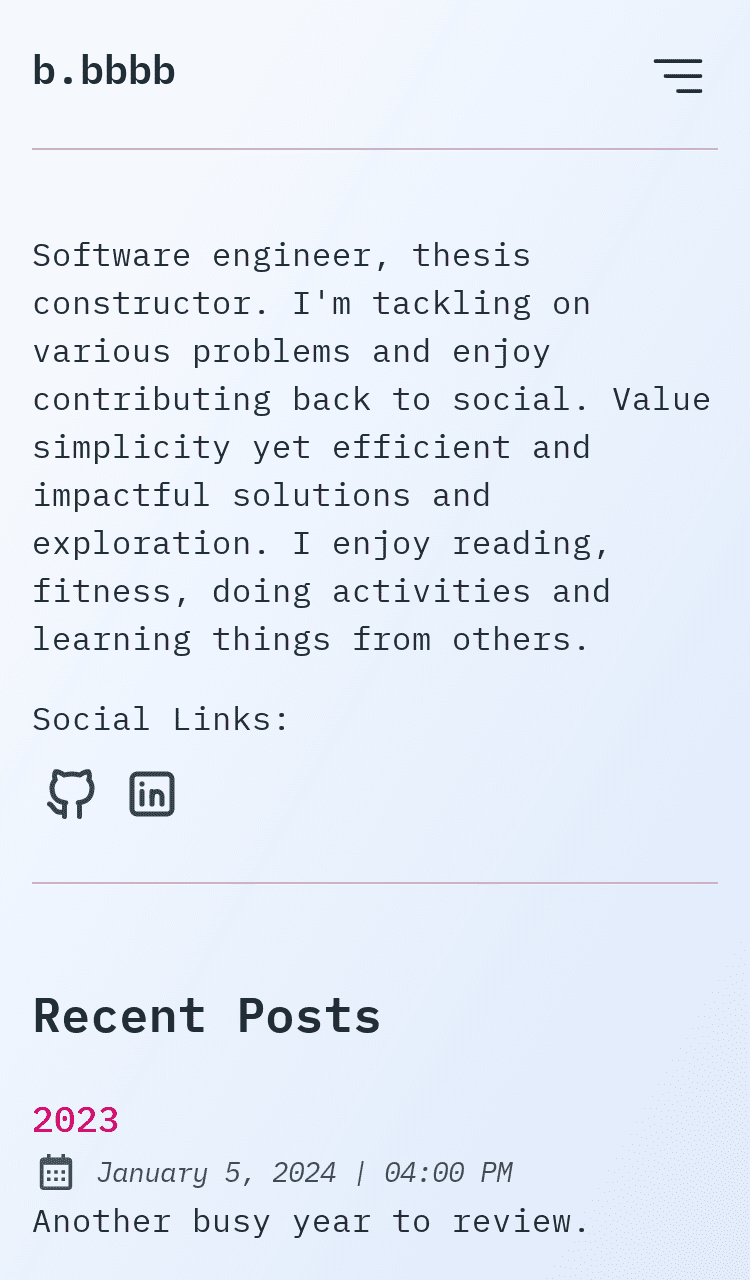 b.bbbb
Software engineer, thesis
constructor. I'm tackling on
various problems and enjoy
contributing back to social. Value
simplicity yet efficient and
impactful solutions and
exploration. I enjoy reading,
fitness, doing activities and
learning things from others.
Social Links:
in
Recent Posts
2023
January 5, 2024 | 04:00 PM
Another busy year to review.